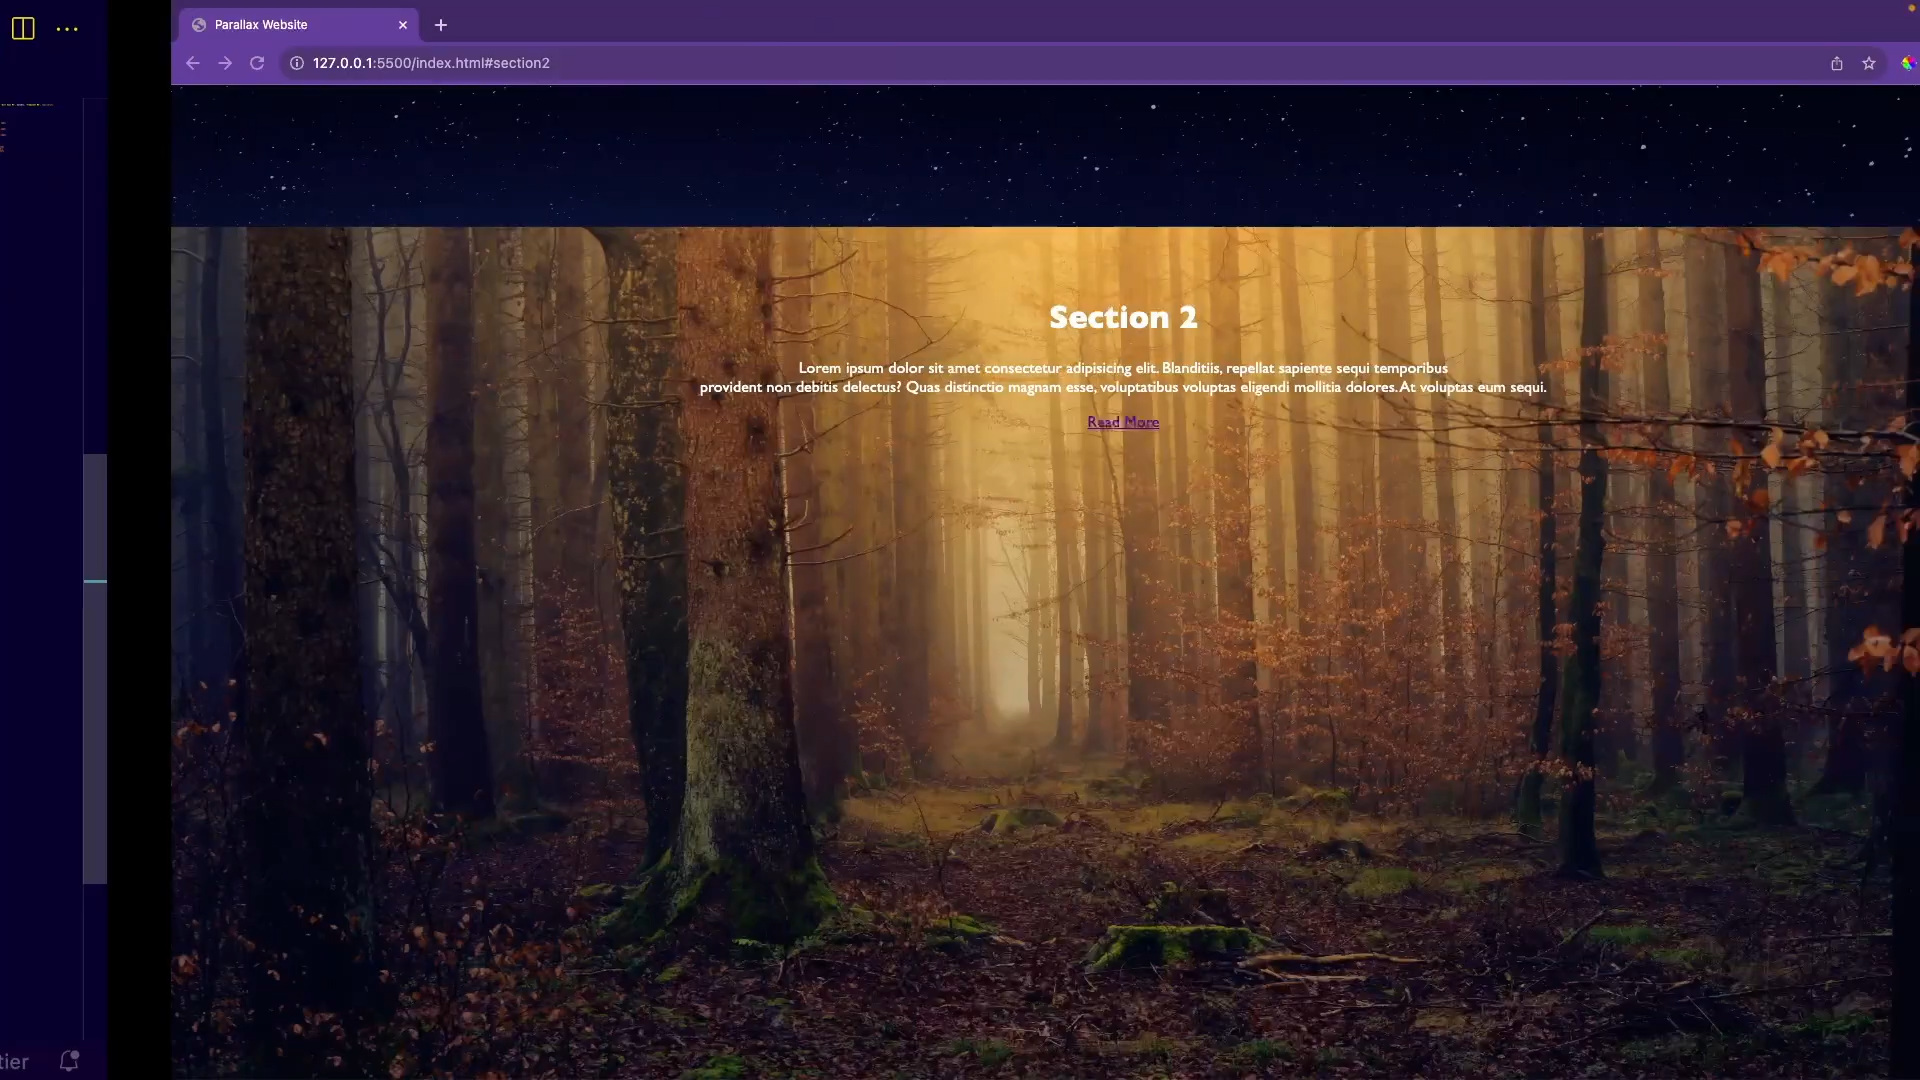 Parallax Website
127.0.0.1:5500/index.html#section2
Section 2
Lorem ipsum dolor sit amet consectetur adipisicing elit. Blanditiis, repellat sapiente sequi temporibus
provident non debitis delectus? Quas distinctio magnam esse, voluptatibus voluptas eligendi mollitia dolores. At voluptas eum sequi.
Read More
tier